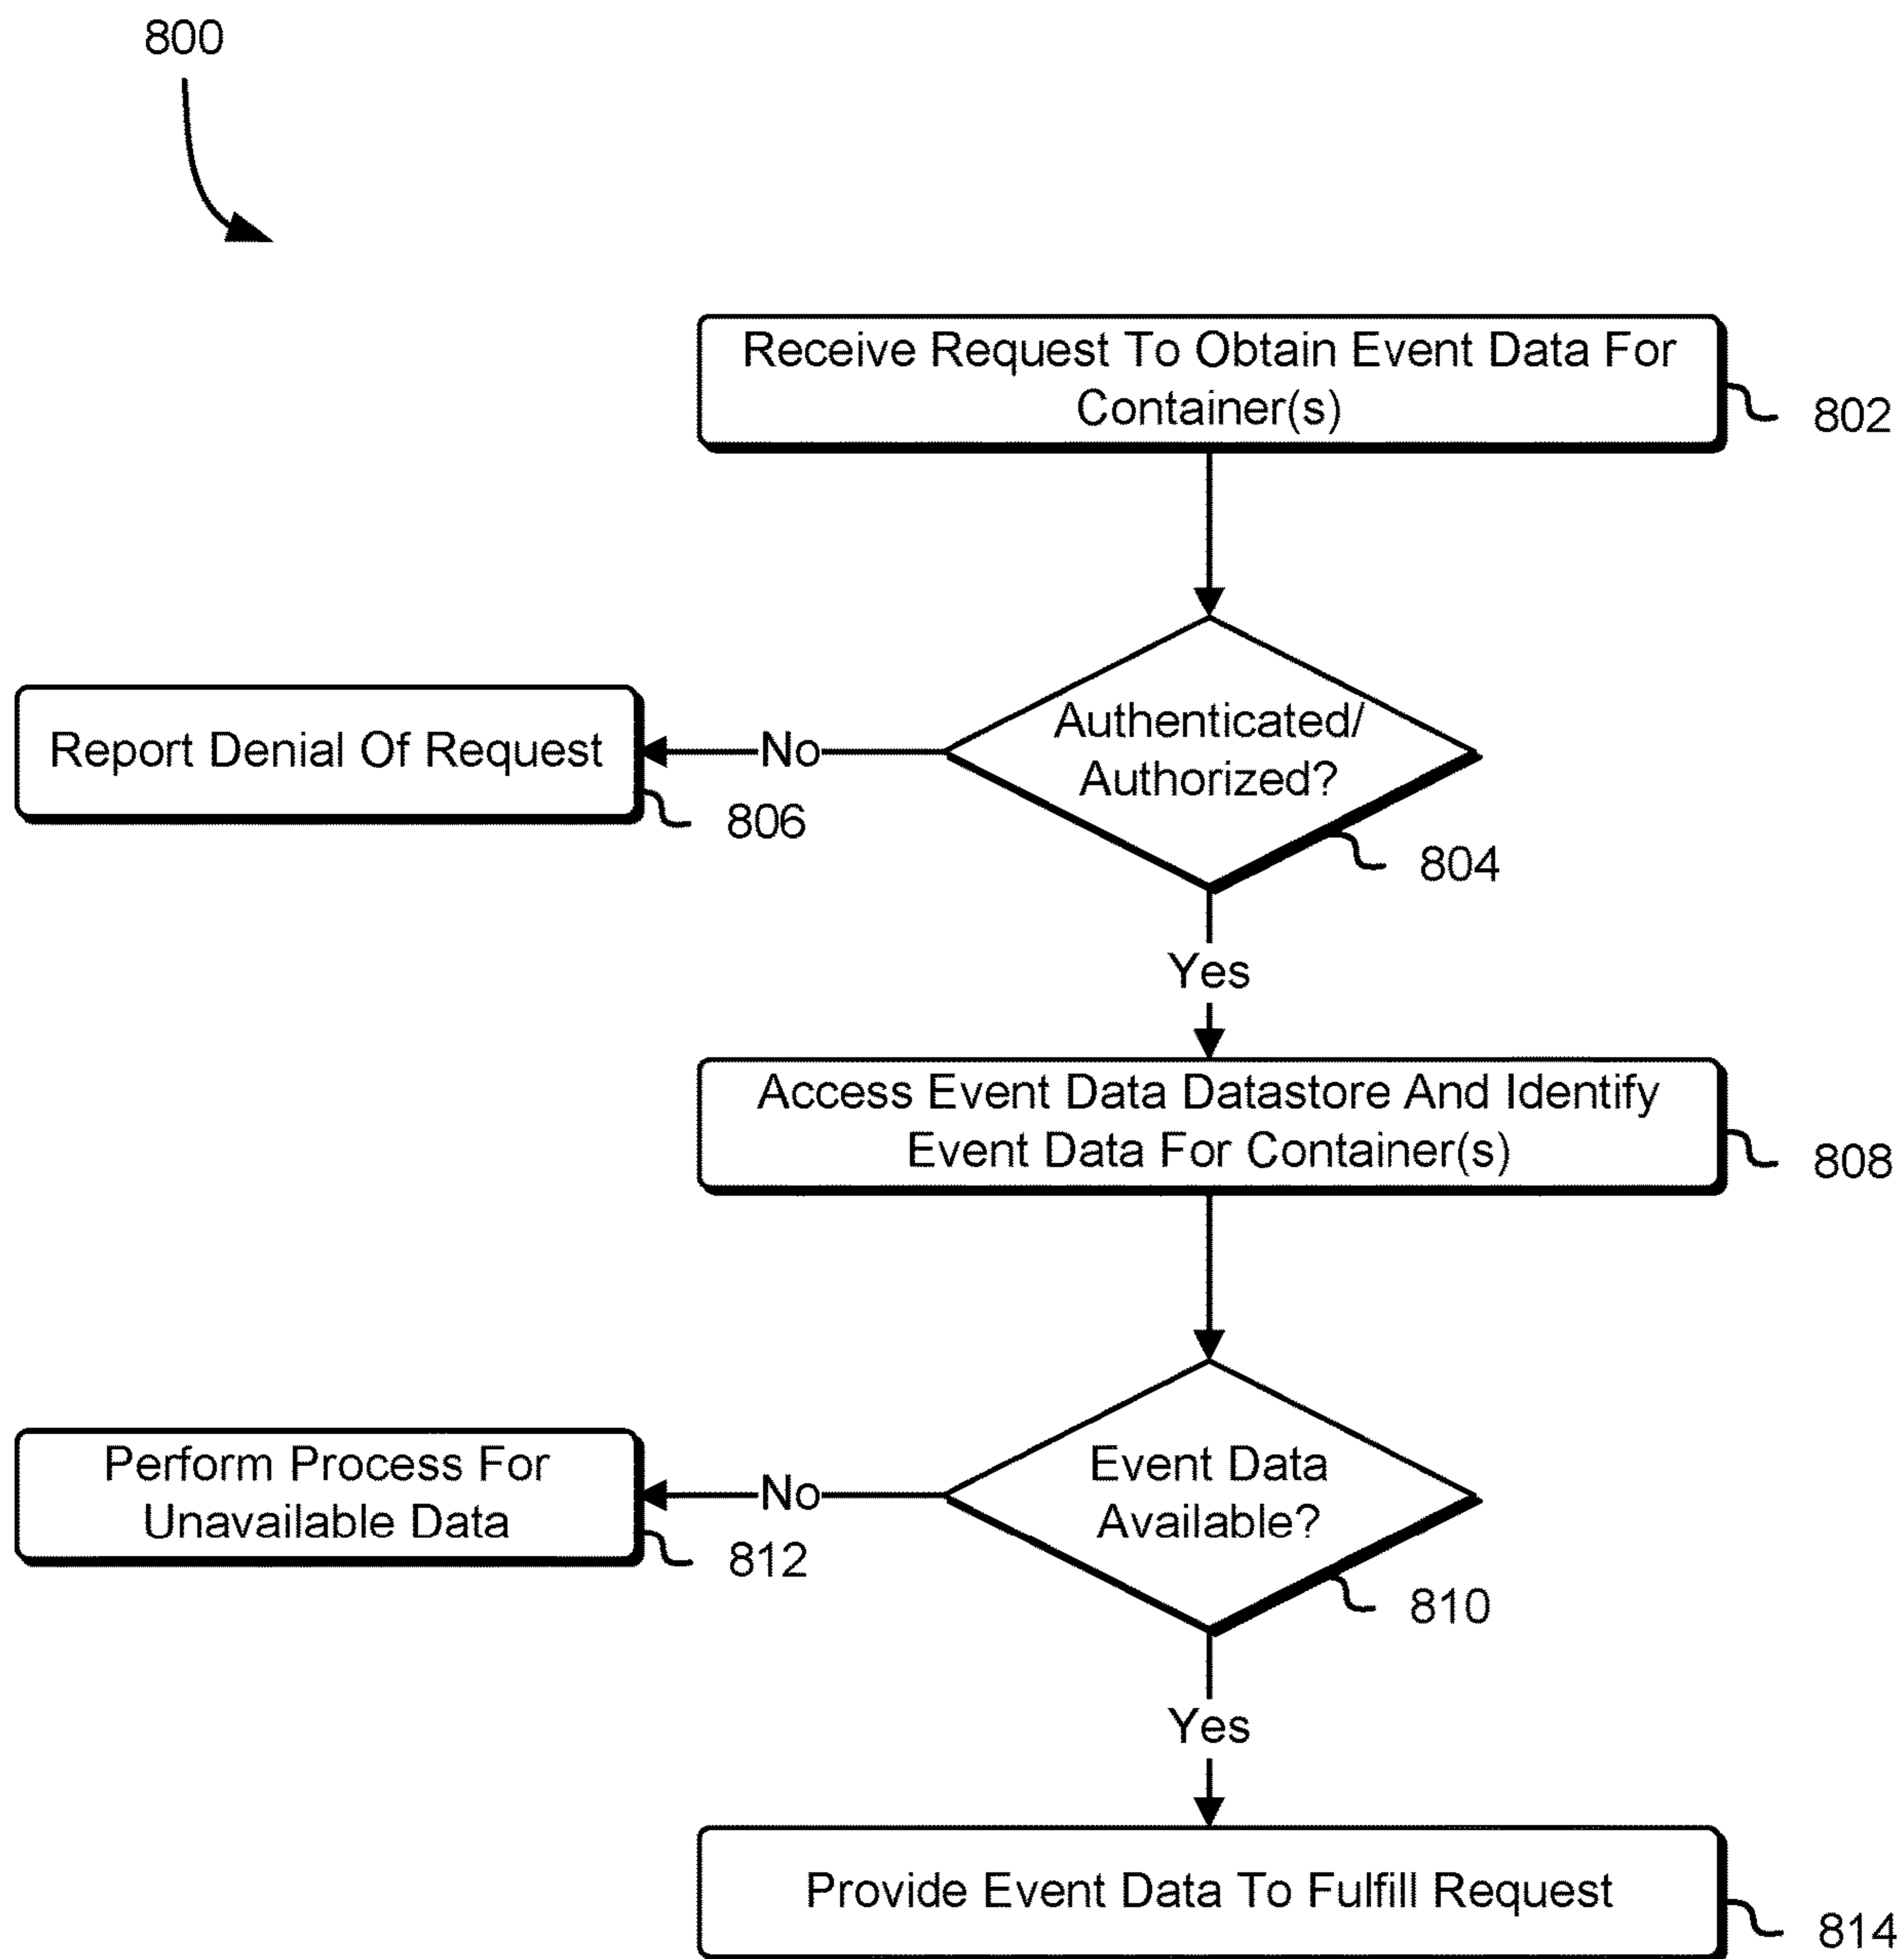 800
Receive Request To Obtain Event Data For
Container(s)
802
Authenticated/
Authorized?
804
No
Report Denial Of Request
806
Yes
Access Event Data Datastore And Identify
Event Data For Container(s)
808
Event Data
Available?
810
No
Perform Process For
Unavailable Data
812
Yes
Provide Event Data To Fulfill Request
814